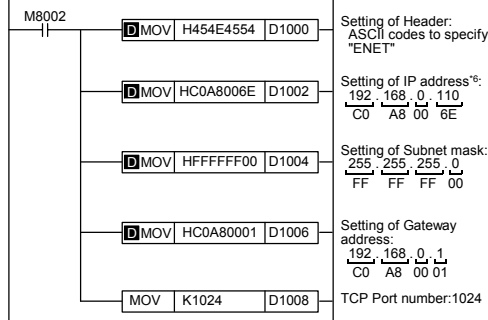 M8002
D MOV H454E4554 D1000
Setting of Header:
ASCII codes to specify
"ENET"
D MOV HC0A8006E D1002
Setting of IP address*6:
192 . 168 . 0 . 110
C0 A8 00 6E
D MOV HFFFFFF00 D1004
Setting of Subnet mask:
255 . 255 . 255 . 0
FF FF FF 00
D MOV HC0A80001 D1006
Setting of Gateway
address:
192 . 168 . 0 . 1
C0 A8 00 01
MOV K1024 D1008
TCP Port number:1024